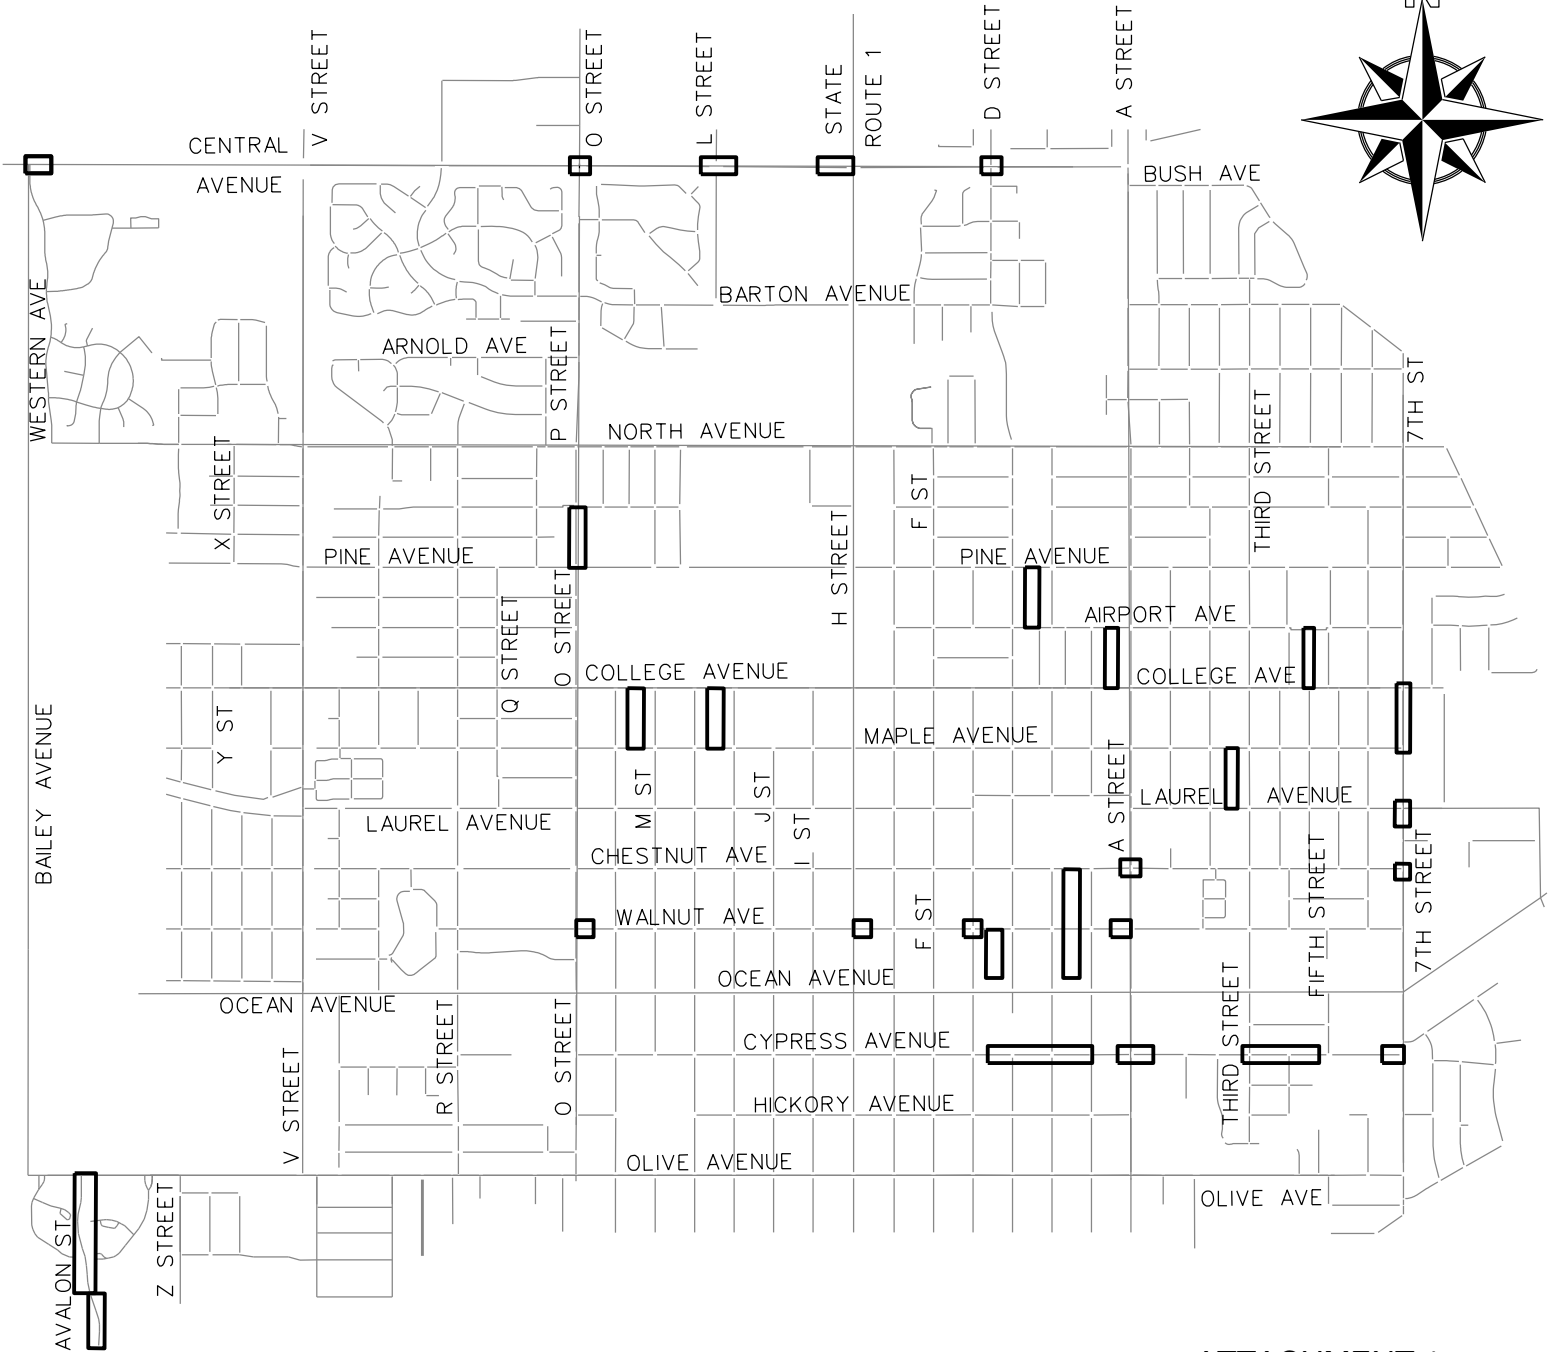 V STREET
O STREET
L STREET
STATE
ROUTE 1
D STREET
A STREET
CENTRAL
AVENUE
BUSH AVE
BARTON AVENUE
WESTERN AVE
ARNOLD AVE
P STREET
NORTH AVENUE
7TH ST
THIRD STREET
X STREET
F ST
H STREET
PINE AVENUE
PINE AVENUE
Q STREET
O STREET
AIRPORT AVE
COLLEGE AVENUE
COLLEGE AVE
Y ST
BAILEY AVENUE
MAPLE AVENUE
M ST
J ST
I ST
A STREET
LAUREL AVENUE
LAUREL AVENUE
CHESTNUT AVE
FIFTH STREET
7TH STREET
WALNUT AVE
F ST
OCEAN AVENUE
OCEAN AVENUE
THIRD STREET
V STREET
R STREET
O STREET
CYPRESS AVENUE
HICKORY AVENUE
OLIVE AVENUE
OLIVE AVE
AVALON ST
Z STREET